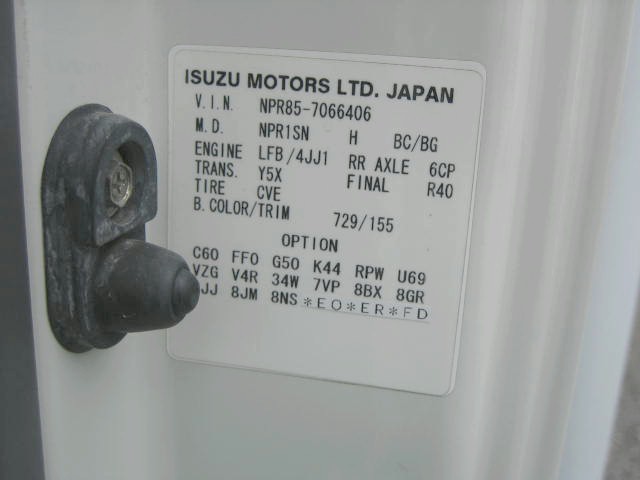 ISUZU MOTORS LTD. JAPAN
V.I.N. NPR85-7066406
M.D. NPR1SN H BC/BG
ENGINE LFB/4JJ1 RR AXLE 6CP
TRANS. Y5X FINAL R40
TIRE CVE
B.COLOR/TRIM 729/155
OPTION
C60 FF0 G50 K44 RPW U69
VZG V4R 34W 7VP 8BX 8GR
8JM 8NS *EO*ER*FD